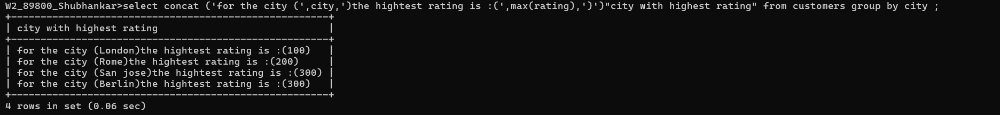 W2_89800_Shubhankar>select concat ('for the city (',city,')the hightest rating is :(',max(rating),')')"city with highest rating" from customers group by city ;
+------------------------------------------------------+
| city with highest rating                             |
+------------------------------------------------------+
| for the city (London)the hightest rating is :(100)   |
| for the city (Rome)the hightest rating is :(200)     |
| for the city (San jose)the hightest rating is :(300) |
| for the city (Berlin)the hightest rating is :(300)   |
+------------------------------------------------------+
4 rows in set (0.06 sec)